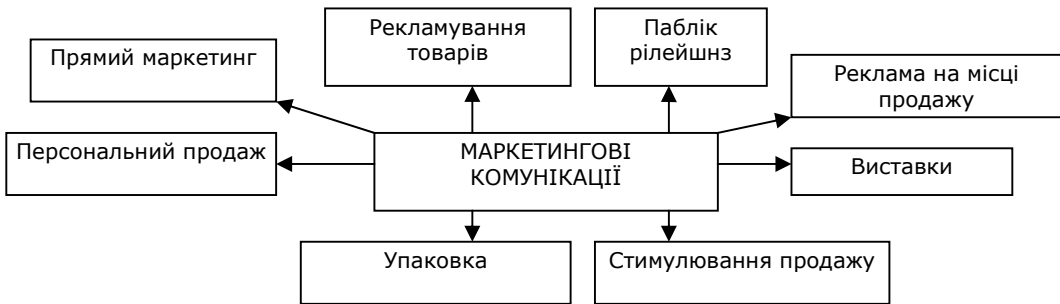 Рекламування
товарів
Паблік
рілейшнз
Прямий маркетинг
Реклама на місці
продажу
Персональний продаж
МАРКЕТИНГОВІ
КОМУНІКАЦІЇ
Виставки
Упаковка
Стимулювання продажу